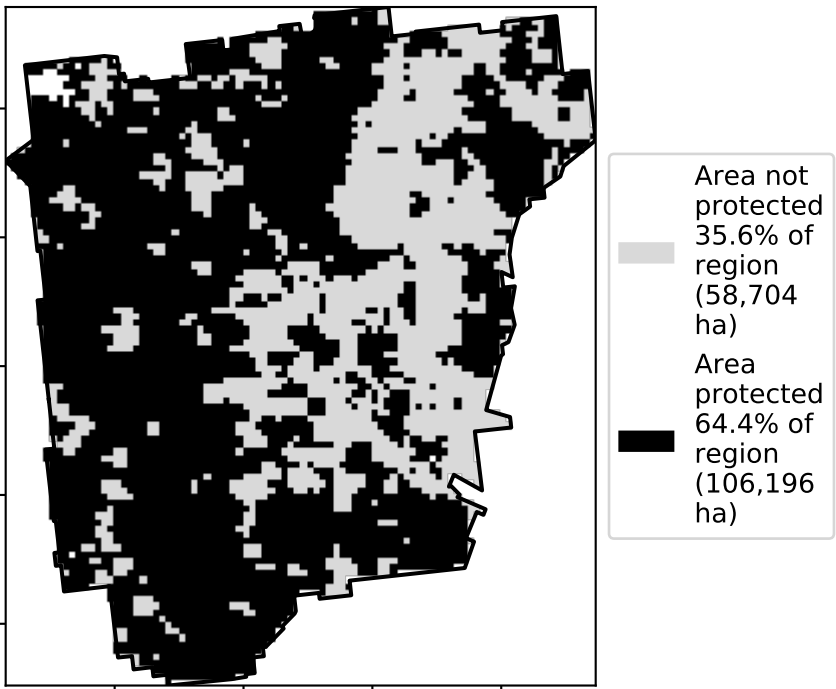 Area not
protected
35.6% of
region
(58,704
ha)
Area
protected
64.4% of
region
(106,196
ha)